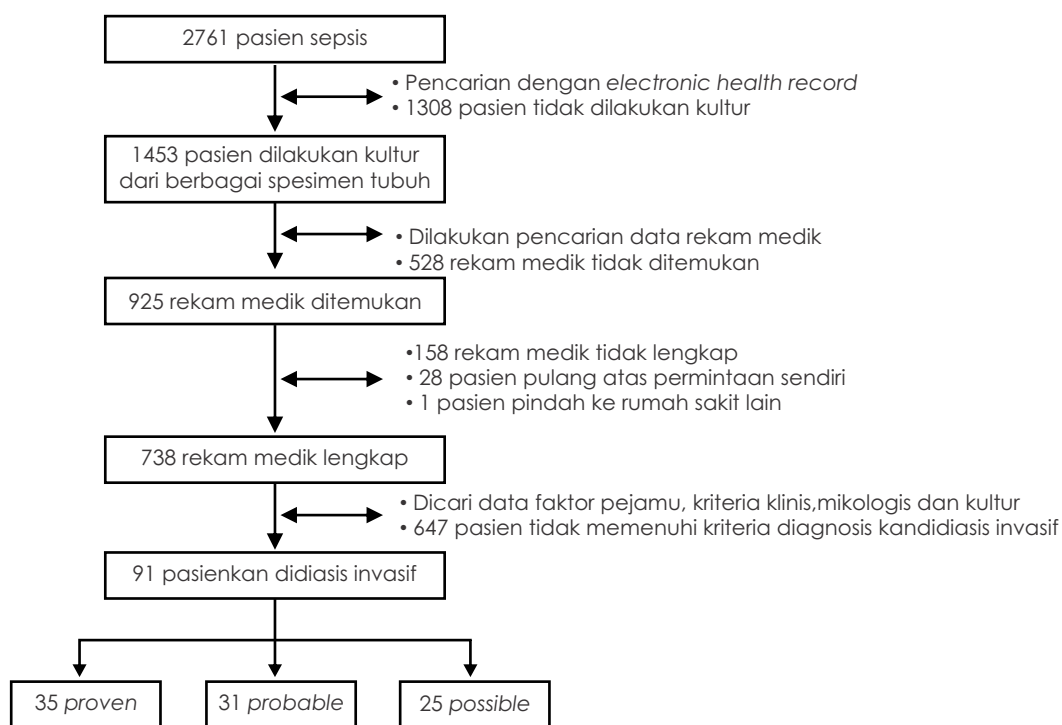 2761 pasien sepsis
• Pencarian dengan electronic health record
• 1308 pasien tidak dilakukan kultur
1453 pasien dilakukan kultur
dari berbagai spesimen tubuh
• Dilakukan pencarian data rekam medik
• 528 rekam medik tidak ditemukan
925 rekam medik ditemukan
•158 rekam medik tidak lengkap
• 28 pasien pulang atas permintaan sendiri
• 1 pasien pindah ke rumah sakit lain
738 rekam medik lengkap
• Dicari data faktor pejamu, kriteria klinis,mikologis dan kultur
• 647 pasien tidak memenuhi kriteria diagnosis kandidiasis invasif
91 pasienkan didiasis invasif
35 proven
31 probable
25 possible